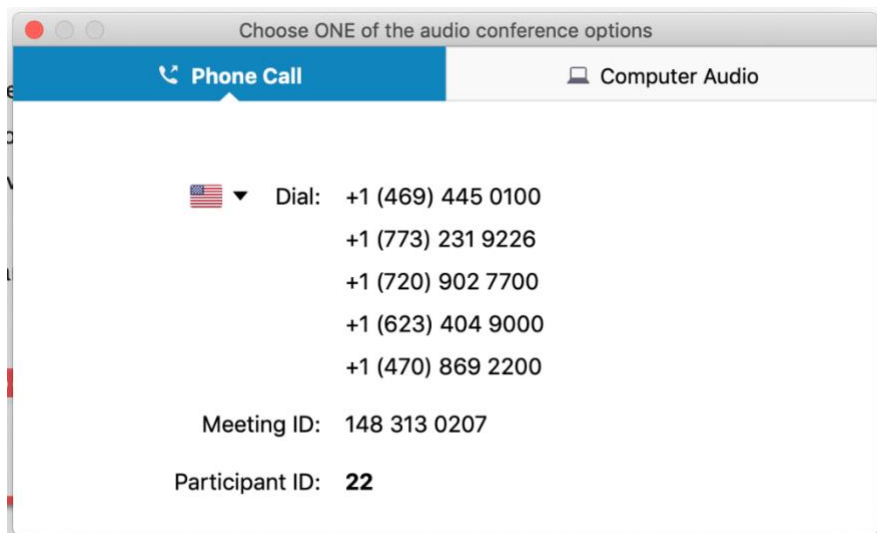 Choose ONE of the audio conference options
Phone Call
Computer Audio
Dial: +1 (469) 445 0100
+1 (773) 231 9226
+1 (720) 902 7700
+1 (623) 404 9000
+1 (470) 869 2200
Meeting ID: 148 313 0207
Participant ID: 22